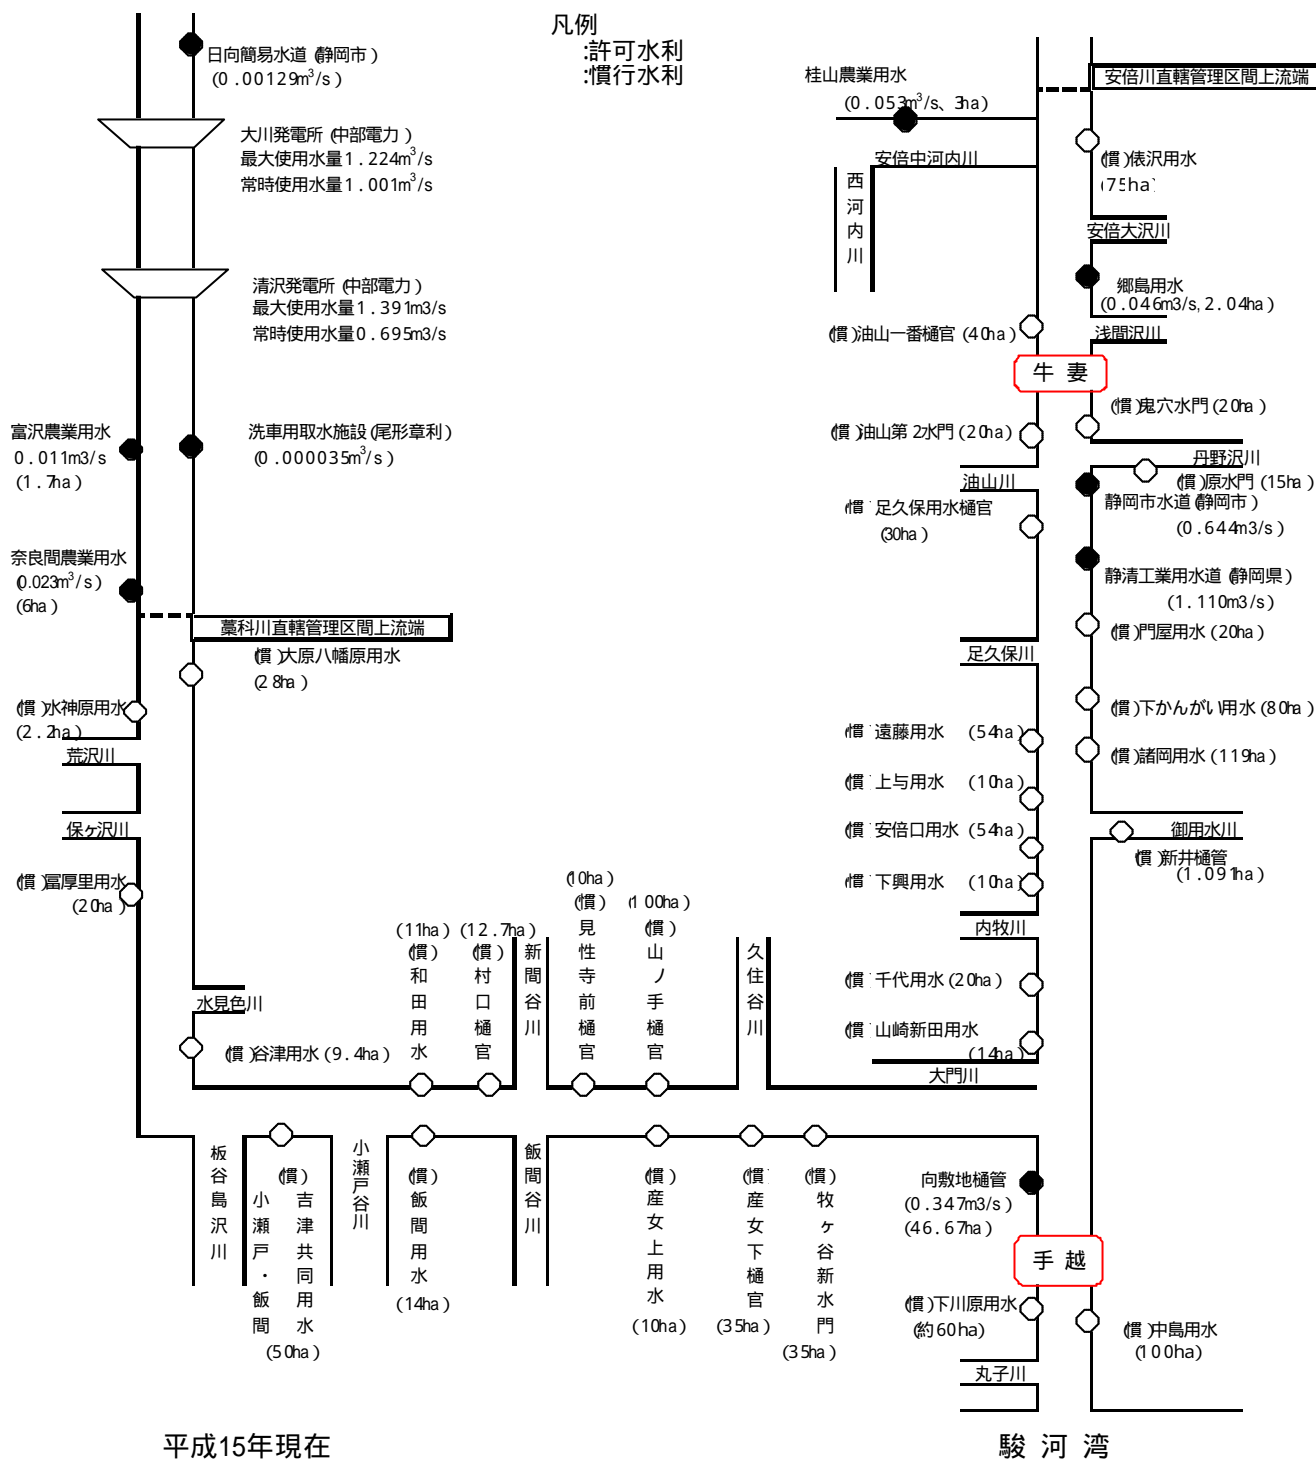 凡例
:許可水利
:慣行水利
日向簡易水道(静岡市)
(0.00129m³/s)
大川発電所(中部電力)
最大使用水量1.224m³/s
常時使用水量1.001m³/s
清沢発電所(中部電力)
最大使用水量1.391m3/s
常時使用水量0.695m3/s
富沢農業用水
0.011m3/s
(1.7ha)
洗車用取水施設(尾形章利)
(0.000035m³/s)
奈良間農業用水
(0.023m³/s)
(6ha)
藁科川直轄管理区間上流端
(慣)大原八幡原用水
(28ha)
(慣)水神原用水
(2.2ha)
荒沢川
保ヶ沢川
(慣)冨厚里用水
(20ha)
水見色川
(慣)谷津用水(9.4ha)
(11ha)
(慣)和田用水
(12.7ha)
(慣)村口樋官
新間谷川
(10ha)
(慣)見性寺前樋官
(100ha)
(慣)山ノ手樋官
久住谷川
板谷島沢川
(慣)吉津共同用水
小瀬戸・飯間
(50ha)
小瀬戸谷川
(慣)飯間用水
(14ha)
飯間谷川
(慣)産女上用水
(10ha)
(慣)産女下樋官
(35ha)
(慣)牧ヶ谷新水門
(35ha)
桂山農業用水
(0.053m³/s、3ha)
安倍中河内川
西河内川
安倍川直轄管理区間上流端
(慣)俵沢用水
(75ha)
安倍大沢川
郷島用水
(0.046m3/s,2.04ha)
浅間沢川
(慣)油山一番樋官(40ha)
牛妻
(慣)鬼穴水門(20ha)
(慣)油山第2水門(20ha)
丹野沢川
(慣)原水門(15ha)
油山川
静岡市水道(静岡市)
(0.644m3/s)
(慣)足久保用水樋官
(30ha)
静清工業用水道(静岡県)
(1.110m3/s)
(慣)門屋用水(20ha)
足久保川
(慣)下かんがい用水(80ha)
(慣)遠藤用水 (54ha)
(慣)諸岡用水(119ha)
(慣)上与用水 (10ha)
(慣)安倍口用水(54ha)
御用水川
(慣)新井樋管
(1.091ha)
(慣)下興用水 (10ha)
内牧川
(慣)千代用水(20ha)
(慣)山崎新田用水
(14ha)
大門川
向敷地樋管
(0.347m3/s)
(46.67ha)
手越
(慣)下川原用水
(約60ha)
(慣)中島用水
(100ha)
丸子川
平成15年現在
駿河湾